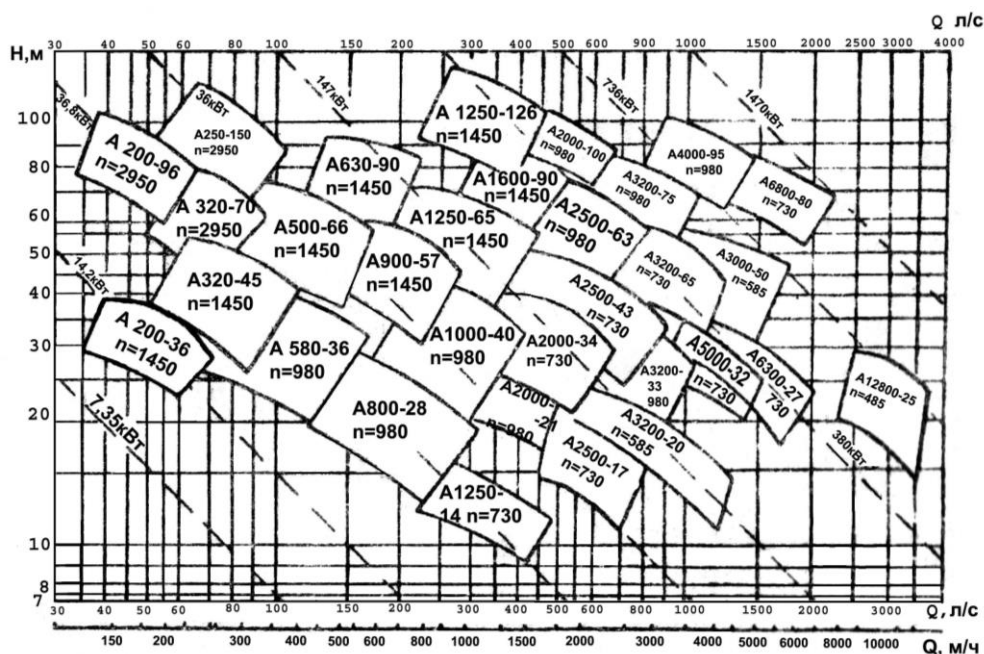 Q л/с
30 40 50 60 80 100 150 200 300 400 500 600 1000 1500 2000 2500 3000 4000
Н,м
36,8кВт
36кВт
147кВт
736кВт
1470кВт
100
А 1250-126
n=1450
А 200-96
n=2950
А250-150
n=2950
А630-90
n=1450
А2000-100
n=980
А4000-95
n=980
80
А1600-90
n=1450
А3200-75
n=980
А6800-80
n=730
А 320-70
n=2950
60
А500-66
n=1450
А1250-65
n=1450
А2500-63
n=980
50
14,2кВт
А900-57
n=1450
А3200-65
n=730
А3000-50
n=585
40
А320-45
n=1450
А2500-43
n=730
30
А 200-36
n=1450
А 580-36
n=980
А1000-40
n=980
А2000-34
n=730
А3200-
33
980
А5000-32
n=730
А6300-27
730
А12800-25
n=485
20
7,35кВт
А800-28
n=980
А2000-
-21
n=980
А3200-20
n=585
380кВт
А2500-17
n=730
А1250-
14 n=730
10
8
7
30 40 50 60 80 100 150 200 300 400 500 600 1000 1500 2000 3000 Q, л/с
150 200 300 400 500 600 800 1000 2000 3000 4000 6000 8000 10000 Q, м/ч